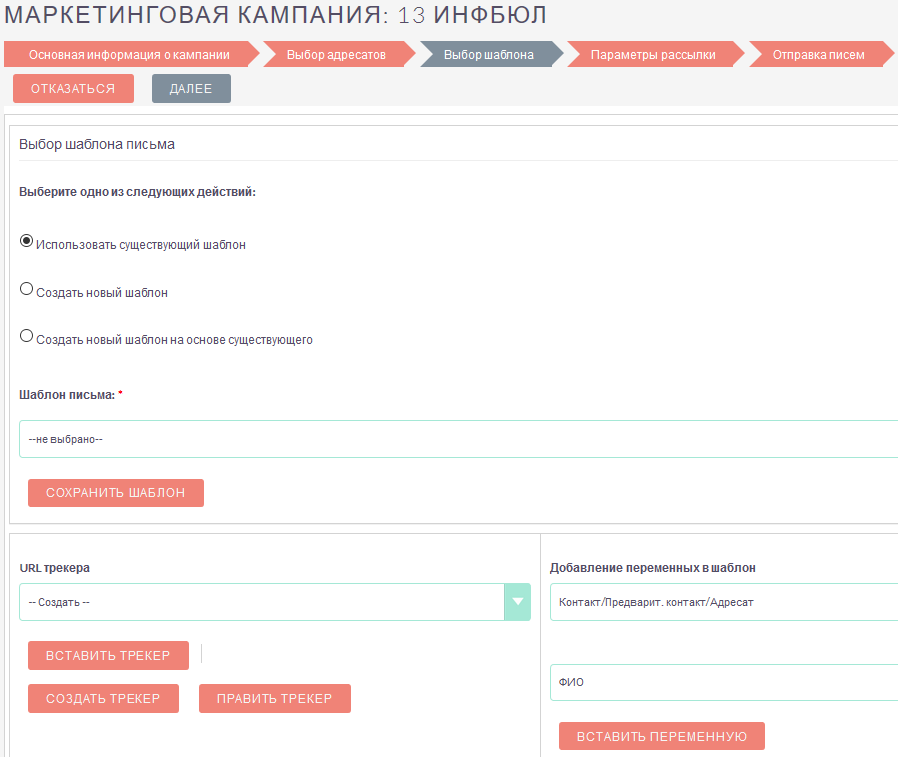 МАРКЕТИНГОВАЯ КАМПАНИЯ: 13 ИНФБЮЛ
Основная информация о кампании
Выбор адресатов
Выбор шаблона
Параметры рассылки
Отправка писем
ОТКАЗАТЬСЯ
ДАЛЕЕ
Выбор шаблона письма
Выберите одно из следующих действий:
Использовать существующий шаблон
Создать новый шаблон
Создать новый шаблон на основе существующего
Шаблон письма: *
--не выбрано--
СОХРАНИТЬ ШАБЛОН
URL трекера
-- Создать --
ВСТАВИТЬ ТРЕКЕР
СОЗДАТЬ ТРЕКЕР
ПРАВИТЬ ТРЕКЕР
Добавление переменных в шаблон
Контакт/Предварит. контакт/Адресат
ФИО
ВСТАВИТЬ ПЕРЕМЕННУЮ